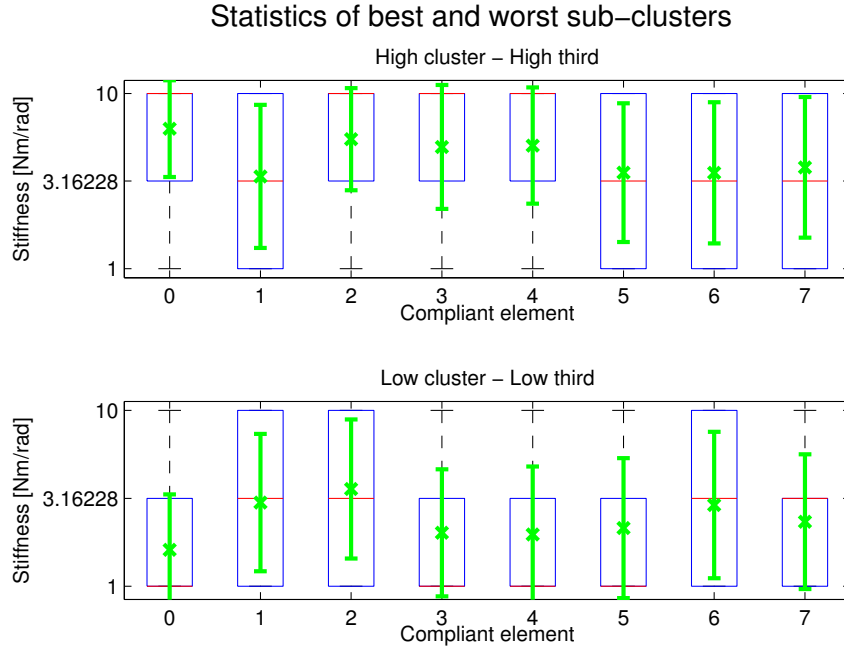 Statistics of best and worst sub−clusters
High cluster − High third
Stiffness [Nm/rad]
10
3.16228
1
0 1 2 3 4 5 6 7
Compliant element
Low cluster − Low third
Stiffness [Nm/rad]
10
3.16228
1
0 1 2 3 4 5 6 7
Compliant element